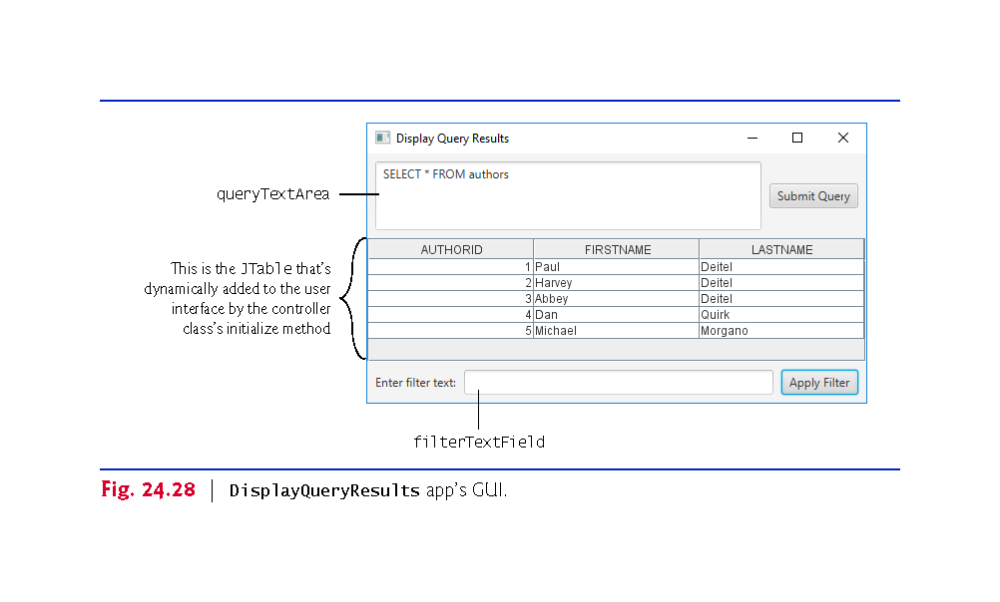 Display Query Results
SELECT * FROM authors
queryTextArea
Submit Query
AUTHORID FIRSTNAME LASTNAME
1 Paul Deitel
2 Harvey Deitel
3 Abbey Deitel
4 Dan Quirk
5 Michael Morgano
This is the JTable that's
dynamically added to the user
interface by the controller
class's initialize method
Enter filter text:
Apply Filter
filterTextField
Fig. 24.28 | DisplayQueryResults app's GUI.